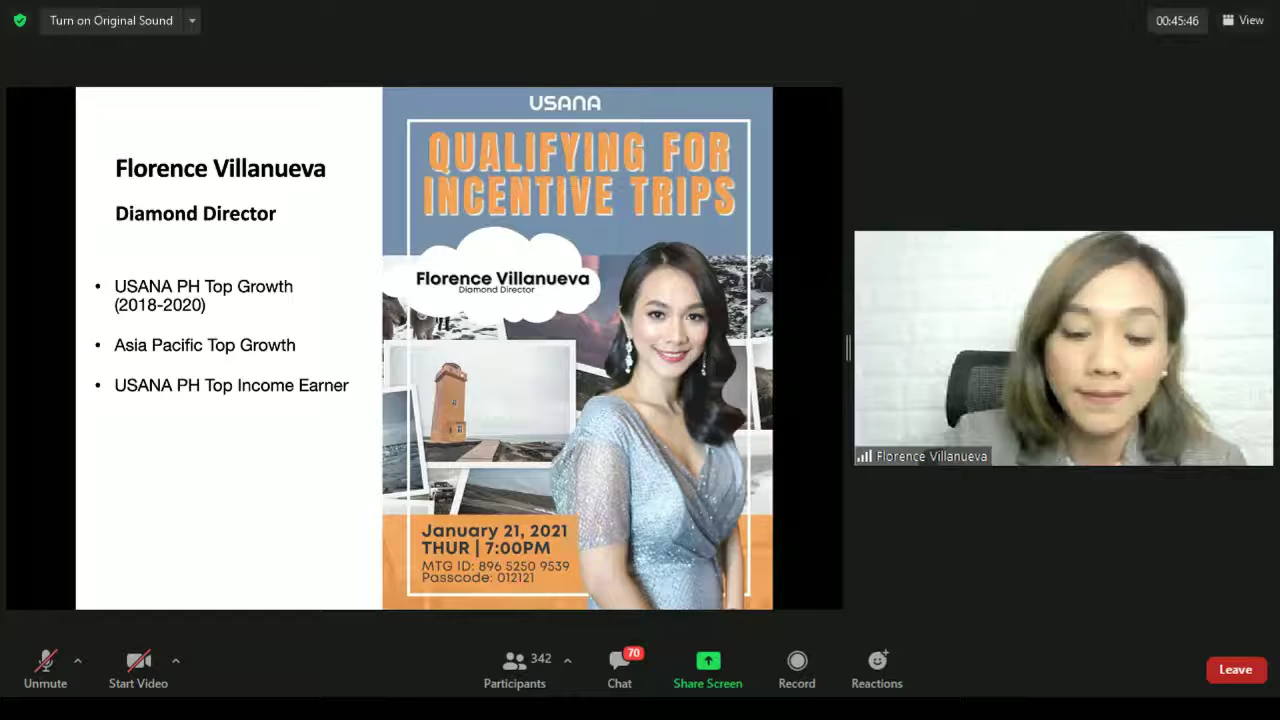 Turn on Original Sound
00:45:46
View
Florence Villanueva
Diamond Director
• USANA PH Top Growth
(2018-2020)
• Asia Pacific Top Growth
• USANA PH Top Income Earner
USANA
QUALIFYING FOR
INCENTIVE TRIPS
Florence Villanueva
Diamond Director
January 21, 2021
THUR | 7:00PM
MTG ID: 896 5250 9539
Passcode: 012121
Florence Villanueva
Unmute
Start Video
342
Participants
70
Chat
Share Screen
Record
Reactions
Leave